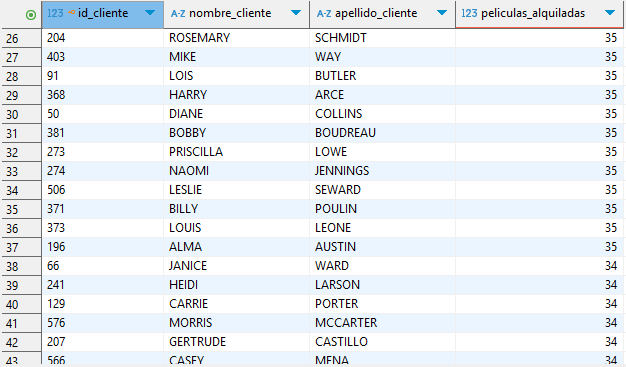 123 id_cliente A-Z nombre_cliente A-Z apellido_cliente 123 peliculas_alquiladas
26 204 ROSEMARY SCHMIDT 35
27 403 MIKE WAY 35
28 91 LOIS BUTLER 35
29 368 HARRY ARCE 35
30 50 DIANE COLLINS 35
31 381 BOBBY BOUDREAU 35
32 273 PRISCILLA LOWE 35
33 274 NAOMI JENNINGS 35
34 506 LESLIE SEWARD 35
35 371 BILLY POULIN 35
36 373 LOUIS LEONE 35
37 196 ALMA AUSTIN 35
38 66 JANICE WARD 34
39 241 HEIDI LARSON 34
40 129 CARRIE PORTER 34
41 576 MORRIS MCCARTER 34
42 207 GERTRUDE CASTILLO 34
43 566 CASEY MENA 34